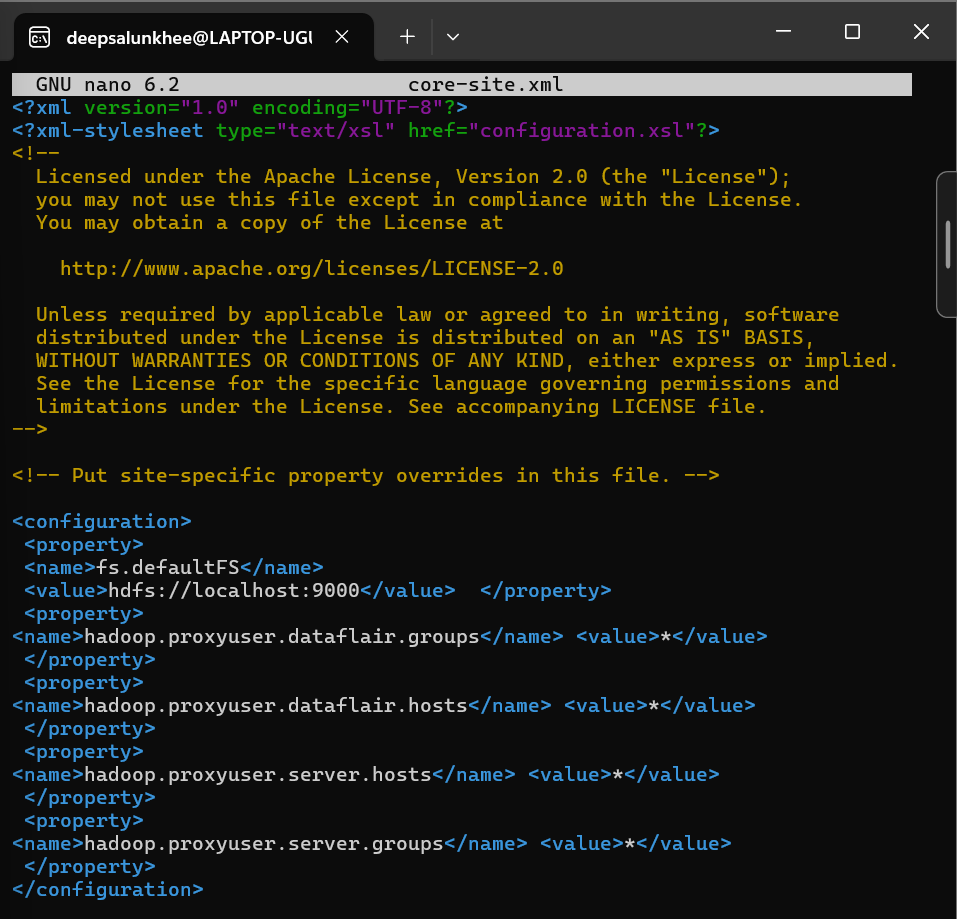 deepsalunkhee@LAPTOP-UGU
GNU nano 6.2 core-site.xml
<?xml version="1.0" encoding="UTF-8"?>
<?xml-stylesheet type="text/xsl" href="configuration.xsl"?>
<!--
  Licensed under the Apache License, Version 2.0 (the "License");
  you may not use this file except in compliance with the License.
  You may obtain a copy of the License at

    http://www.apache.org/licenses/LICENSE-2.0

  Unless required by applicable law or agreed to in writing, software
  distributed under the License is distributed on an "AS IS" BASIS,
  WITHOUT WARRANTIES OR CONDITIONS OF ANY KIND, either express or implied.
  See the License for the specific language governing permissions and
  limitations under the License. See accompanying LICENSE file.
-->

<!-- Put site-specific property overrides in this file. -->

<configuration>
 <property>
 <name>fs.defaultFS</name>
 <value>hdfs://localhost:9000</value>  </property>
 <property>
<name>hadoop.proxyuser.dataflair.groups</name> <value>*</value>
 </property>
 <property>
<name>hadoop.proxyuser.dataflair.hosts</name> <value>*</value>
 </property>
 <property>
<name>hadoop.proxyuser.server.hosts</name> <value>*</value>
 </property>
 <property>
<name>hadoop.proxyuser.server.groups</name> <value>*</value>
 </property>
</configuration>